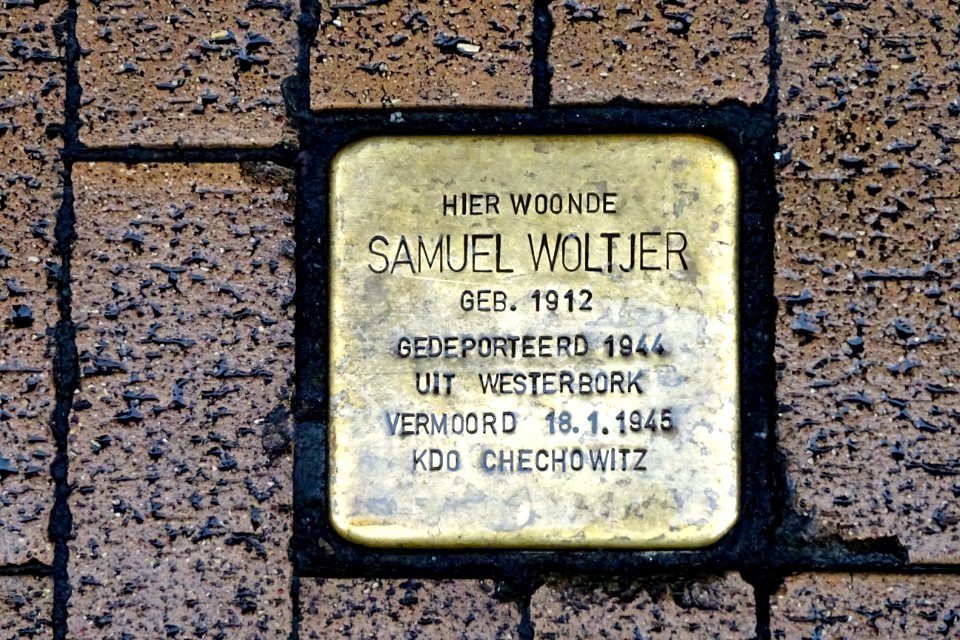 HIER WOONDE
SAMUEL WOLTJER
GEB. 1912
GEDEPORTEERD 1944
UIT WESTERBORK
VERMOORD 18.1.1945
KDO CHECHOWITZ